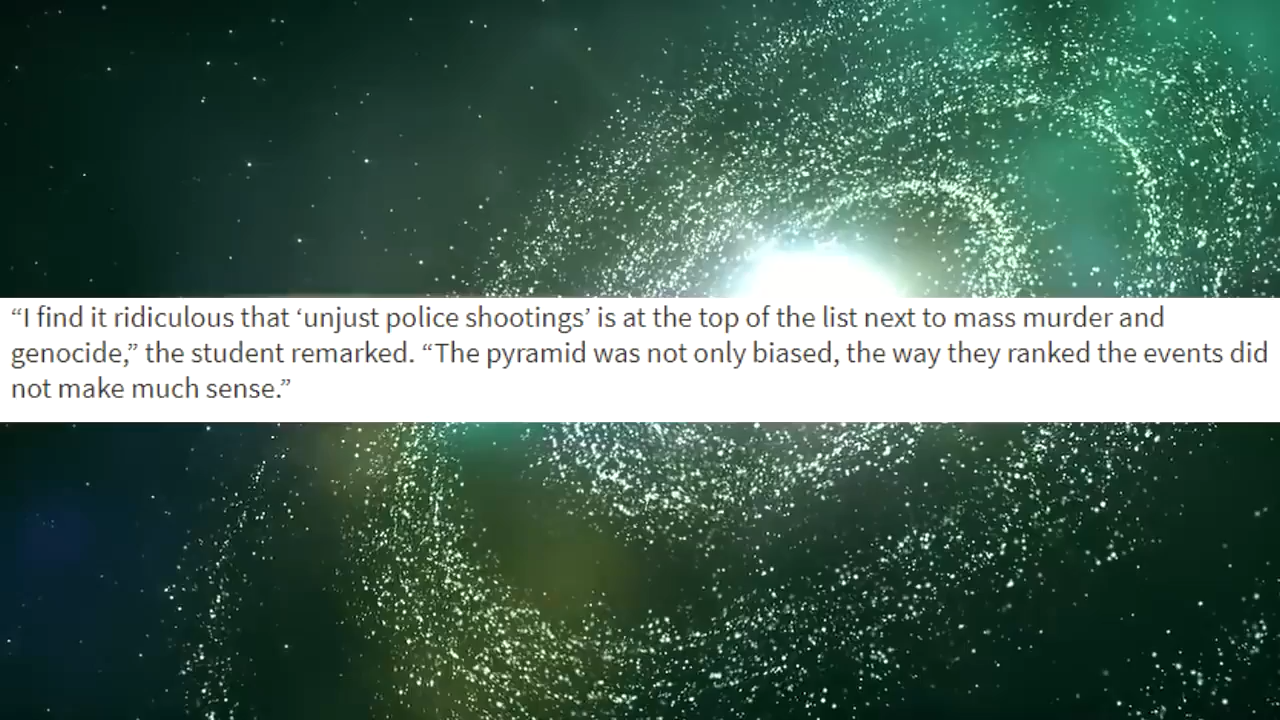 “I find it ridiculous that ‘unjust police shootings’ is at the top of the list next to mass murder and
genocide,” the student remarked. “The pyramid was not only biased, the way they ranked the events did
not make much sense.”